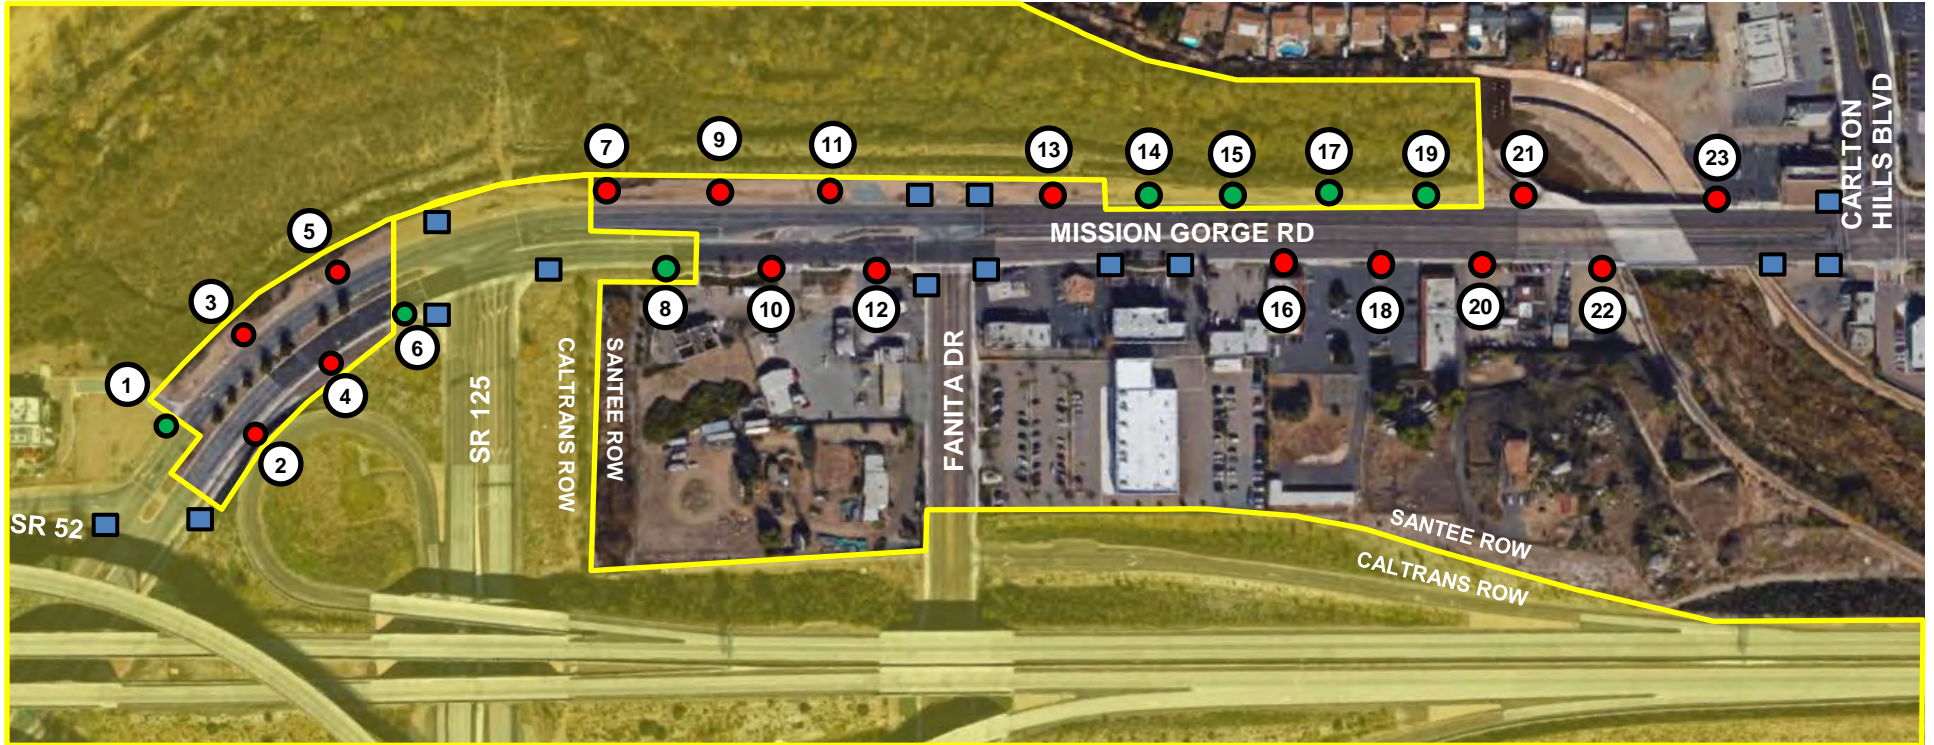 7
9
11
13
14
15
17
19
21
23
CARLTON
HILLS BLVD
5
MISSION GORGE RD
3
6
8
10
12
16
18
20
22
1
4
2
SR 125
CALTRANS ROW
SANTEE ROW
FANITA DR
SR 52
SANTEE ROW
CALTRANS ROW